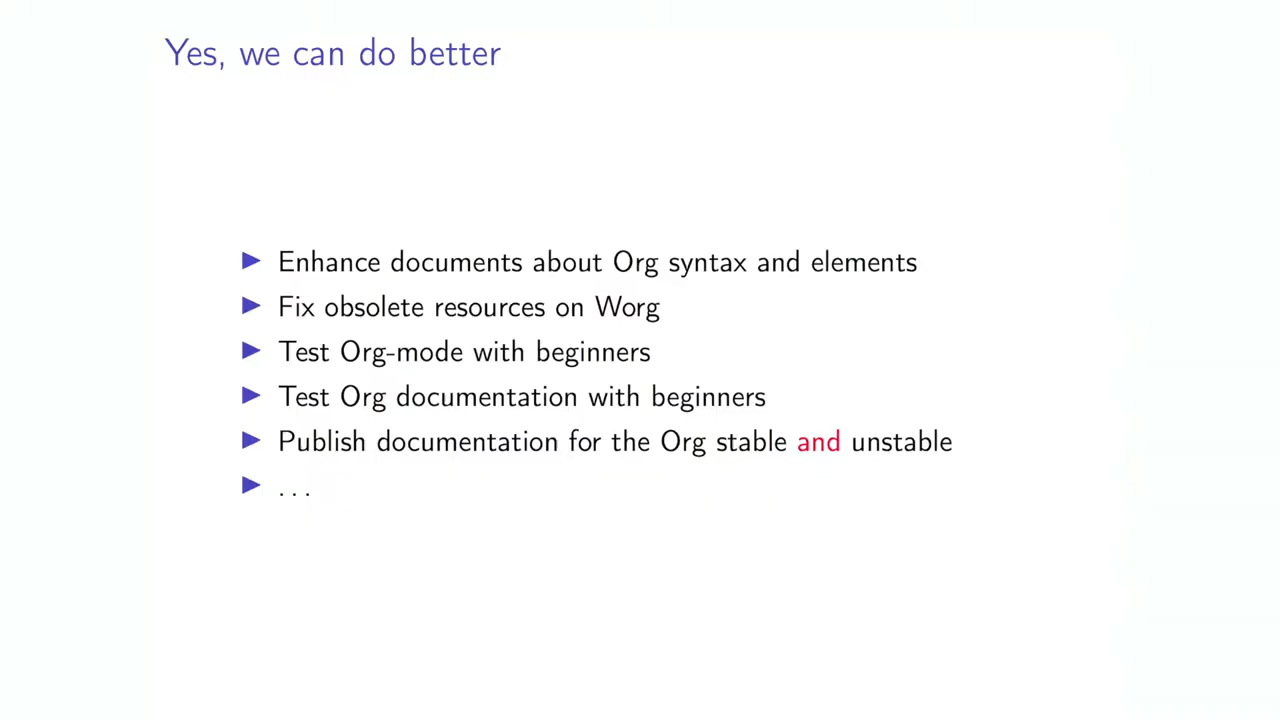 Yes, we can do better
▶ Enhance documents about Org syntax and elements
▶ Fix obsolete resources on Worg
▶ Test Org-mode with beginners
▶ Test Org documentation with beginners
▶ Publish documentation for the Org stable and unstable
▶ . . .